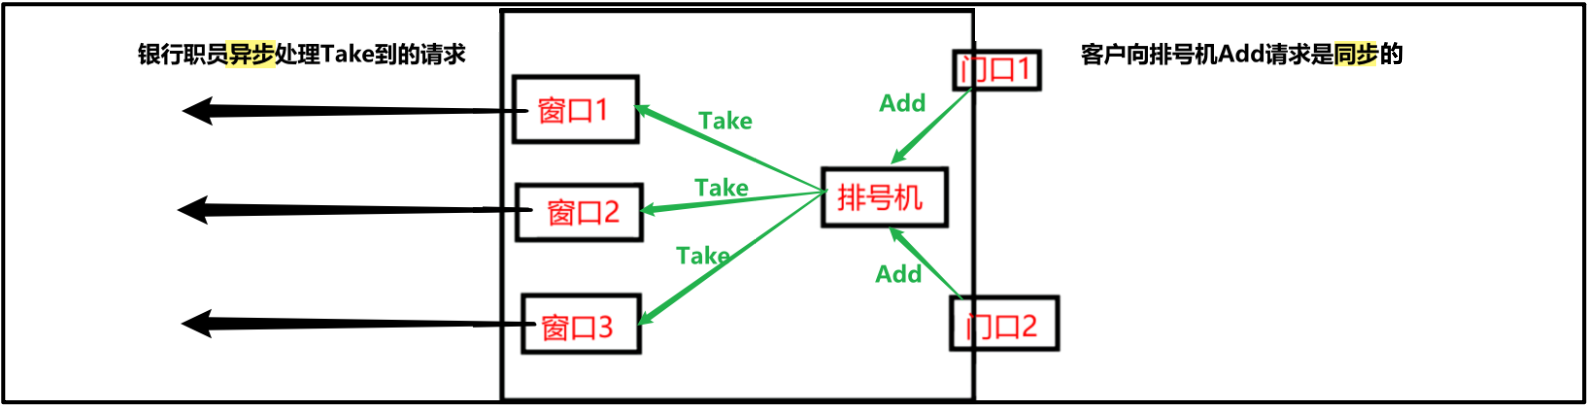 银行职员异步处理Take到的请求
客户向排号机Add请求是同步的
门口1
窗口1
Add
Take
Take
排号机
窗口2
Take
Add
窗口3
门口2